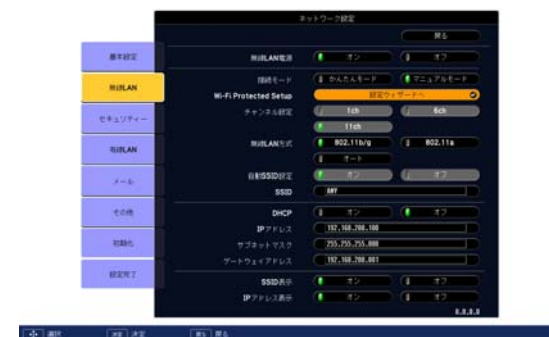 ネットワーク設定
戻る
基本設定
無線LAN
セキュリティー
有線LAN
メール
その他
初期化
設定完了
無線LAN電源 オン オフ
接続モード かんたんモード マニュアルモード
Wi-Fi Protected Setup 設定ウィザードへ
チャンネル設定 1ch 6ch
11ch
無線LAN方式 802.11b/g 802.11a
オート
自動SSID設定 オン オフ
SSID ANY
DHCP オン オフ
IPアドレス 192.168.200.100
サブネットマスク 255.255.255.000
ゲートウェイアドレス 192.168.200.001
SSID表示 オン オフ
IPアドレス表示 オン オフ
0.0.0.0
選択 決定 決定 戻る 戻る